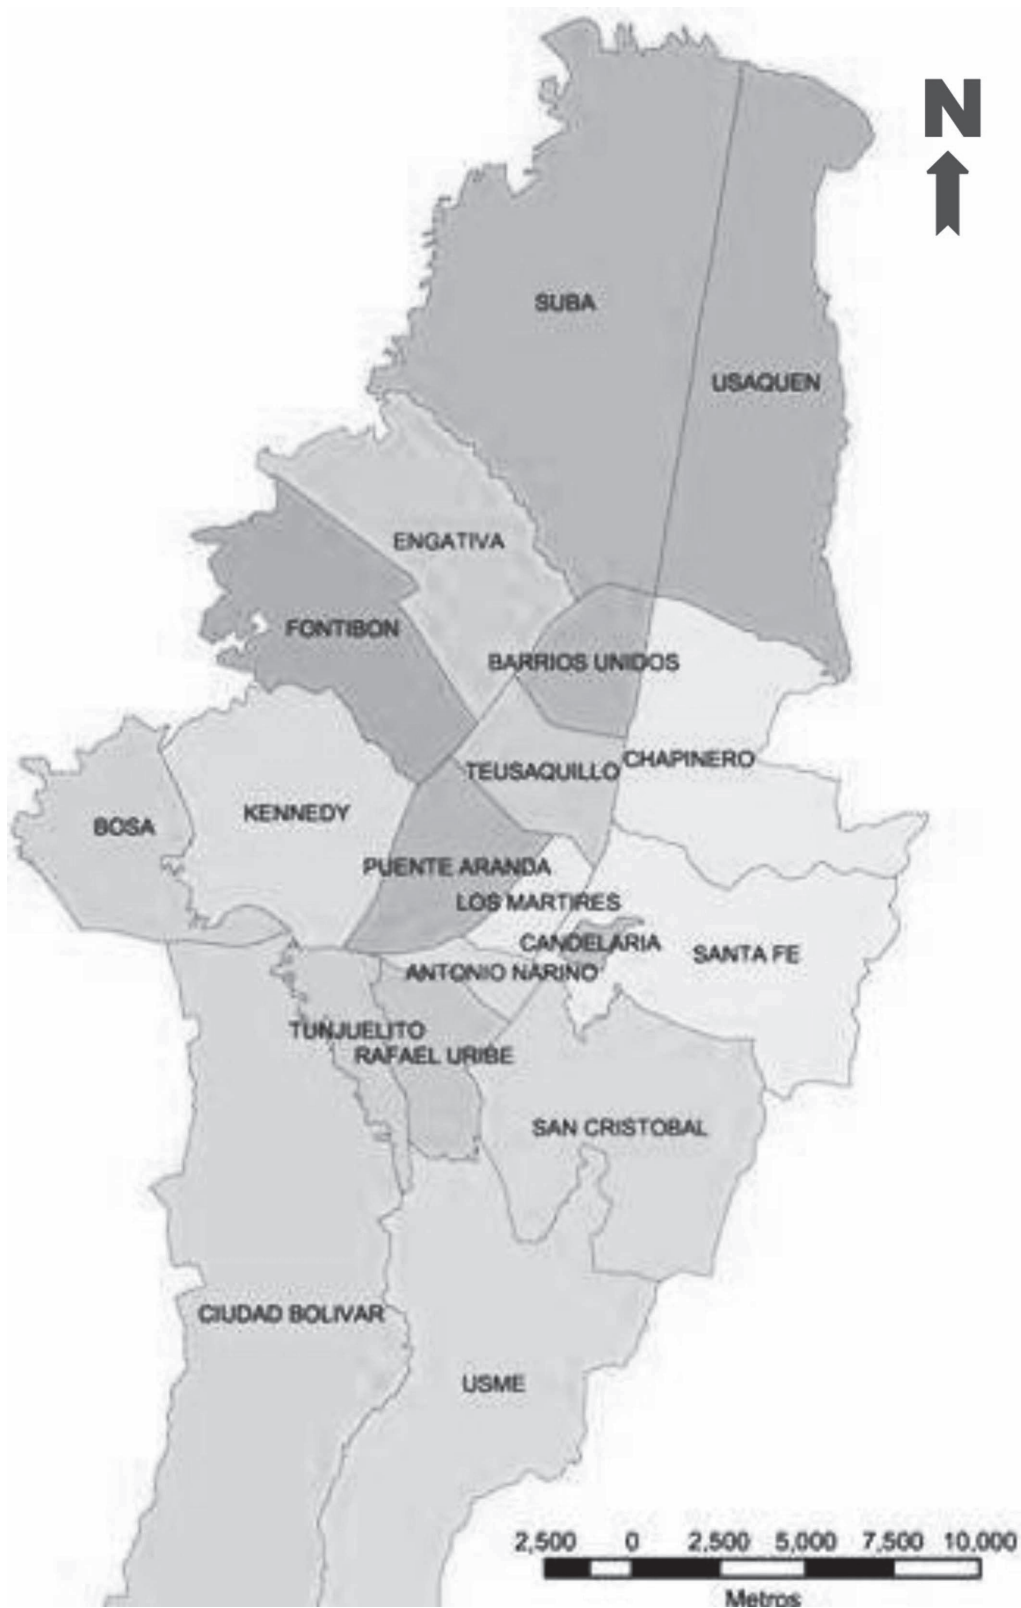 N
SUBA
USAQUEN
ENGATIVA
FONTIBON
BARRIOS UNIDOS
CHAPINERO
TEUSAQUILLO
KENNEDY
BOSA
PUENTE ARANDA
LOS MARTIRES
CANDELARIA
SANTA FE
ANTONIO NARINO
TUNJUELITO
RAFAEL URIBE
SAN CRISTOBAL
CIUDAD BOLIVAR
USME
2,500 0 2,500 5,000 7,500 10,000
Metros